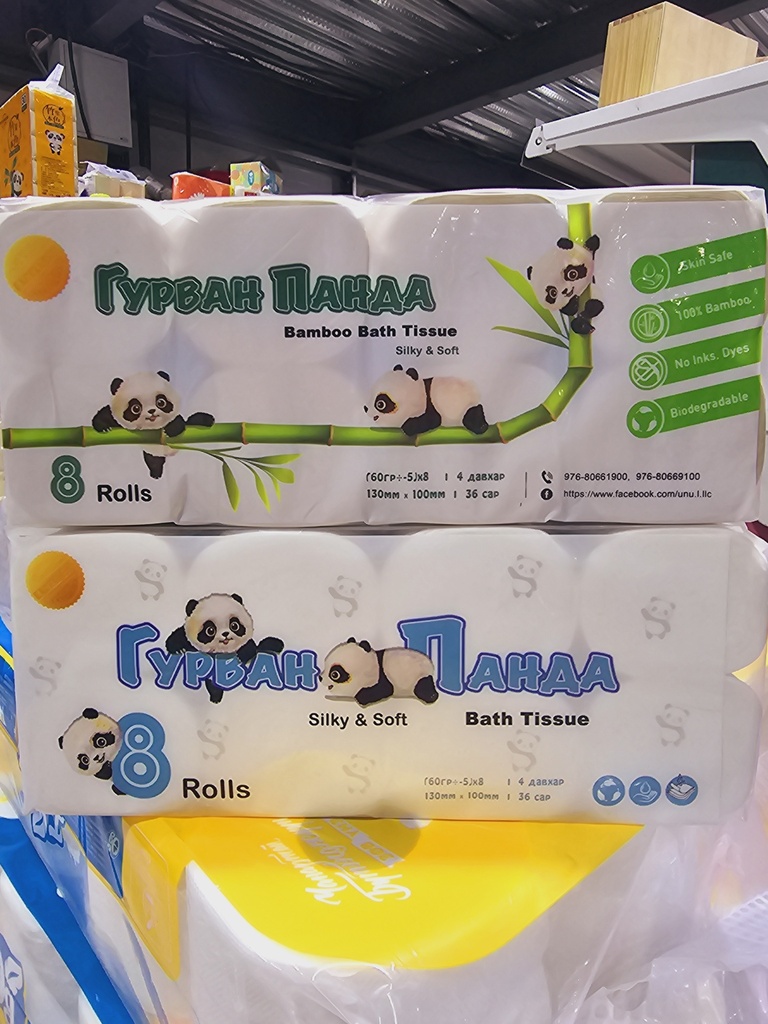 Гурван Панда
Bamboo Bath Tissue
Silky & Soft
Skin Safe
100% Bamboo
No Inks, Dyes
Biodegradable
8 Rolls
(60гр÷-5)x8 | 4 давхар
130мм x 100мм | 36 сар
976-80661900, 976-80669100
https://www.facebook.com/unu.l.llc
Гурван Панда
Silky & Soft
Bath Tissue
8 Rolls
(60гр÷-5)x8 | 4 давхар
130мм x 100мм | 36 сар